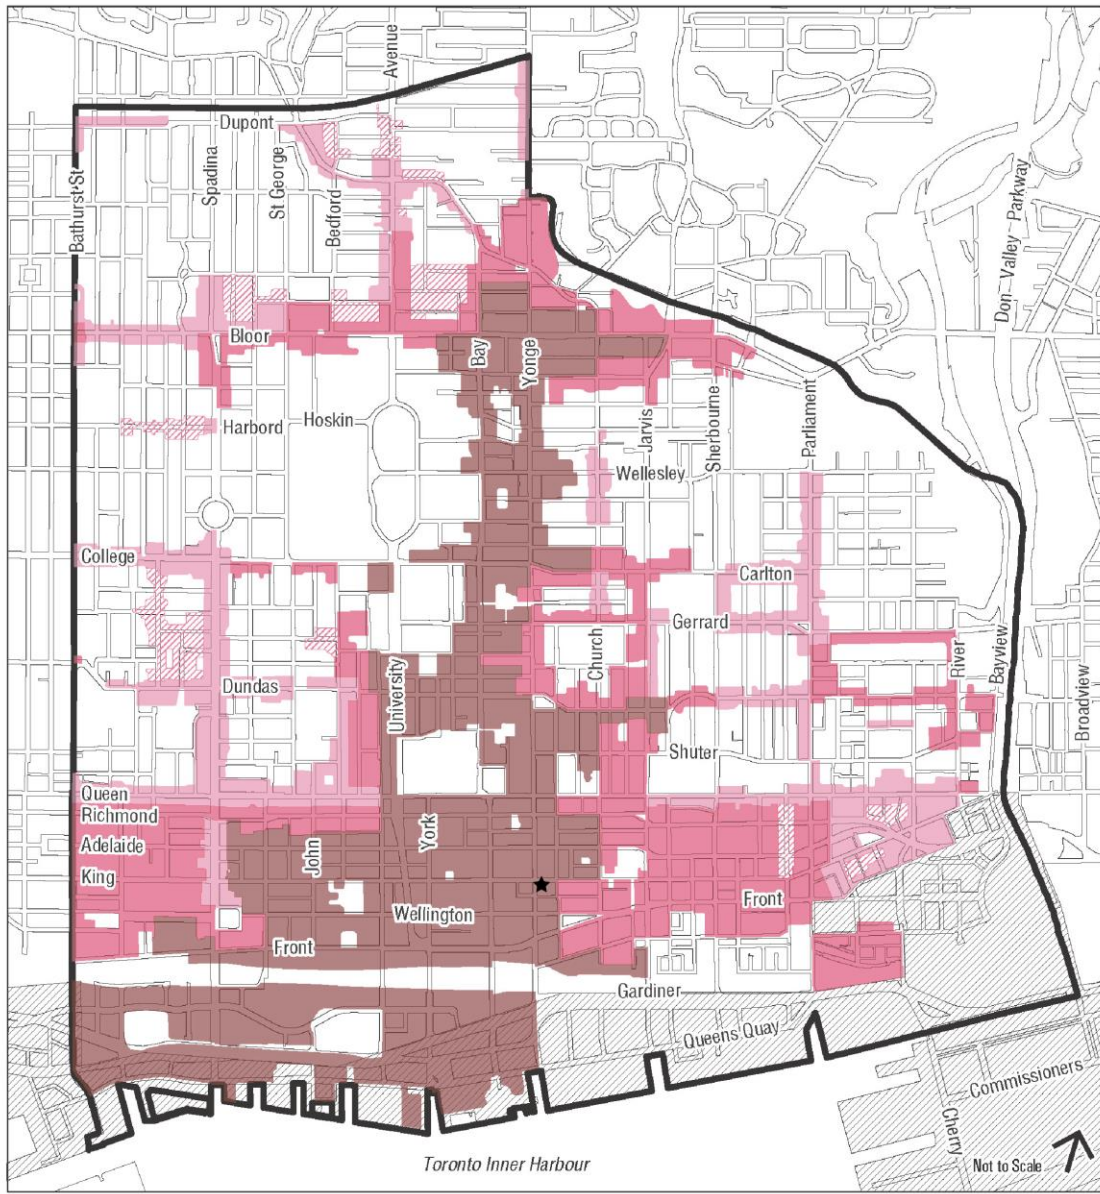 Avenue
Dupont
Spadina
St George
Bedford
Bathurst St
Don Valley Parkway
Bloor
Bay
Yonge
Harbord
Hoskin
Jarvis
Sherbourne
Parliament
Wellesley
College
Carlton
Gerrard
Church
River
Bayview
Broadview
Dundas
University
Shuter
Queen
Richmond
Adelaide
John
York
King
Wellington
Front
Front
Gardiner
Queens Quay
Commissioners
Cherry
Not to Scale
Toronto Inner Harbour